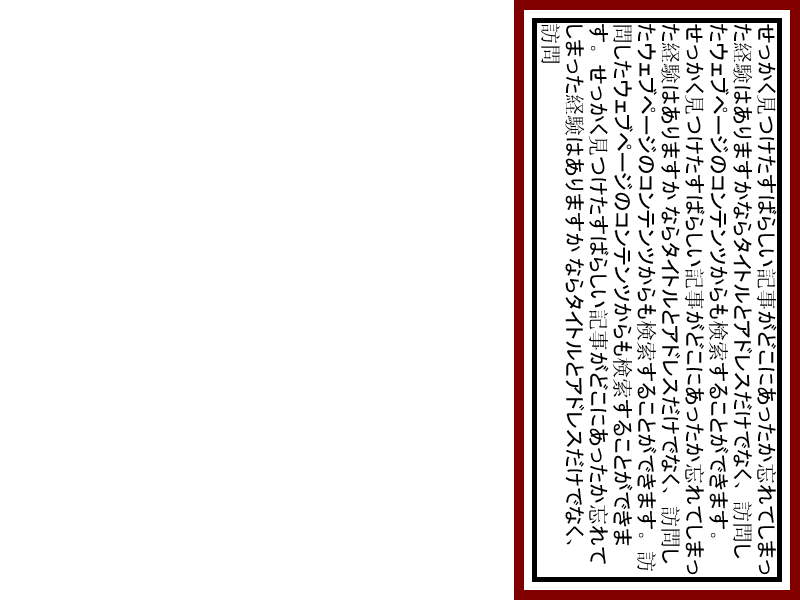 せっかく見つけたすばらしい記事がどこにあったか忘れてしまっ
た経験はありますかならタイトルとアドレスだけでなく、訪問し
たウェブページのコンテンツからも検索することができます。
せっかく見つけたすばらしい記事がどこにあったか忘れてしまっ
た経験はありますか ならタイトルとアドレスだけでなく、訪問し
たウェブページのコンテンツからも検索することができます。訪
問したウェブページのコンテンツからも検索することができま
す。せっかく見つけたすばらしい記事がどこにあったか忘れて
しまった経験はありますか ならタイトルとアドレスだけでなく、
訪問